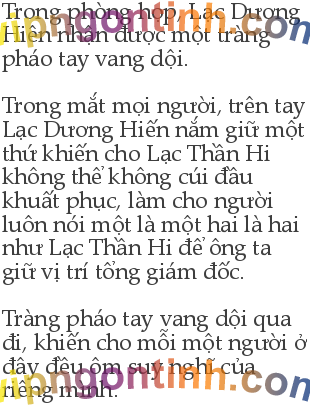 Trong phòng họp, Lạc Dương
Hiến nhận được một tràng
pháo tay vang dội.
Trong mắt mọi người, trên tay
Lạc Dương Hiến nắm giữ một
thứ khiến cho Lạc Thần Hi
không thể không cúi đầu
khuất phục, làm cho người
luôn nói một là một hai là hai
như Lạc Thần Hi để ông ta
giữ vị trí tổng giám đốc.
Tràng pháo tay vang dội qua
đi, khiến cho mỗi một người ở
đây đều ôm suy nghĩ của
riêng mình.
vipngontinh.com
vipngontinh.com